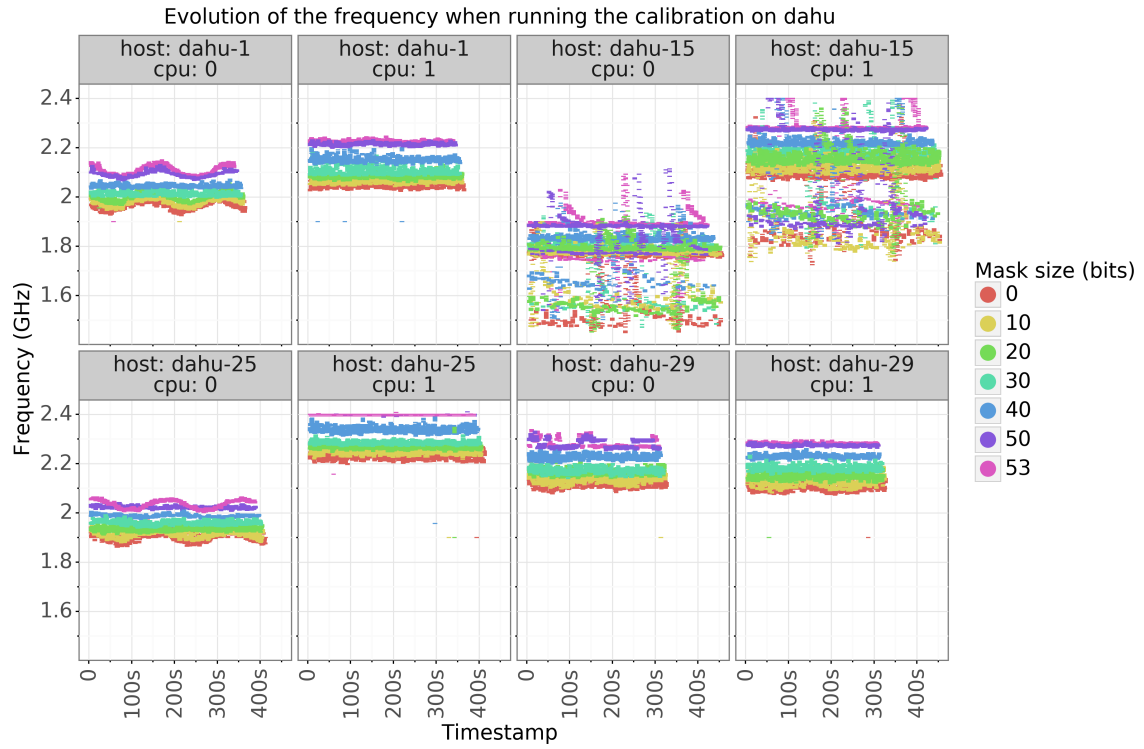 Evolution of the frequency when running the calibration on dahu
host: dahu-1
cpu: 0
host: dahu-1
cpu: 1
host: dahu-15
cpu: 0
host: dahu-15
cpu: 1
2.4
2.2
2
1.8
1.6
host: dahu-25
cpu: 0
host: dahu-25
cpu: 1
host: dahu-29
cpu: 0
host: dahu-29
cpu: 1
2.4
2.2
2
1.8
1.6
Frequency (GHz)
0
100s
200s
300s
400s
0
100s
200s
300s
400s
0
100s
200s
300s
400s
0
100s
200s
300s
400s
Timestamp
Mask size (bits)
0
10
20
30
40
50
53